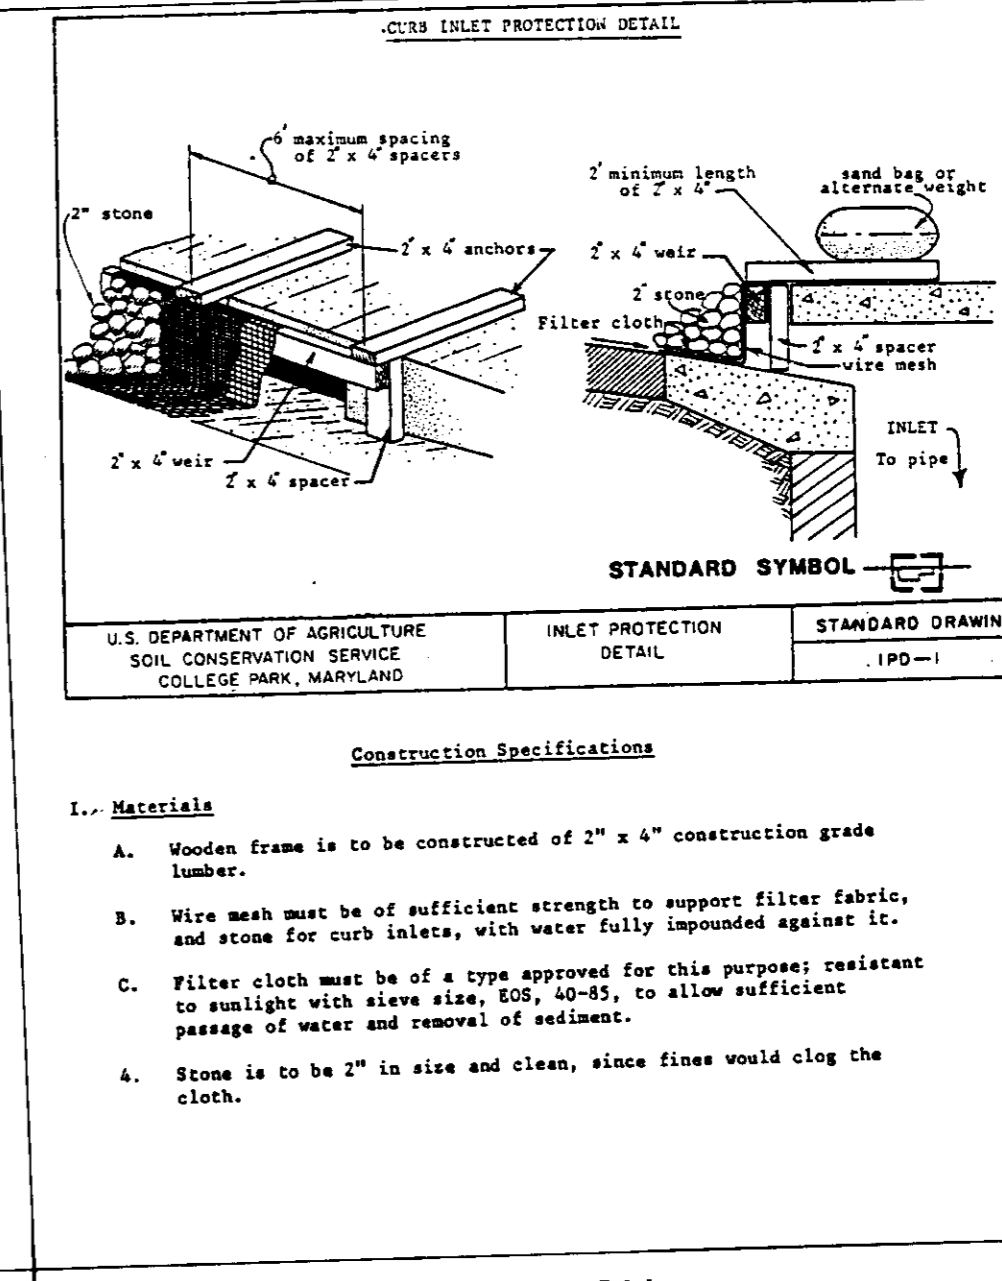 CURB INLET PROTECTION DETAIL
6' maximum spacing
of 2" x 4" spacers
2" stone
2" x 4" anchors
2" x 4" weir
2" x 4" spacer
2' minimum length
of 2" x 4"
sand bag or
alternate weight
2" x 4" weir
2" stone
Filter cloth
2" x 4" spacer
wire mesh
INLET
To pipe
STANDARD SYMBOL
U.S. DEPARTMENT OF AGRICULTURE
SOIL CONSERVATION SERVICE
COLLEGE PARK, MARYLAND
INLET PROTECTION
DETAIL
STANDARD DRAWIN
IPD-1
Construction Specifications
I. Materials
A. Wooden frame is to be constructed of 2" x 4" construction grade
lumber.
B. Wire mesh must be of sufficient strength to support filter fabric,
and stone for curb inlets, with water fully impounded against it.
C. Filter cloth must be of a type approved for this purpose; resistant
to sunlight with sieve size, EOS, 40-85, to allow sufficient
passage of water and removal of sediment.
4. Stone is to be 2" in size and clean, since fines would clog the
cloth.